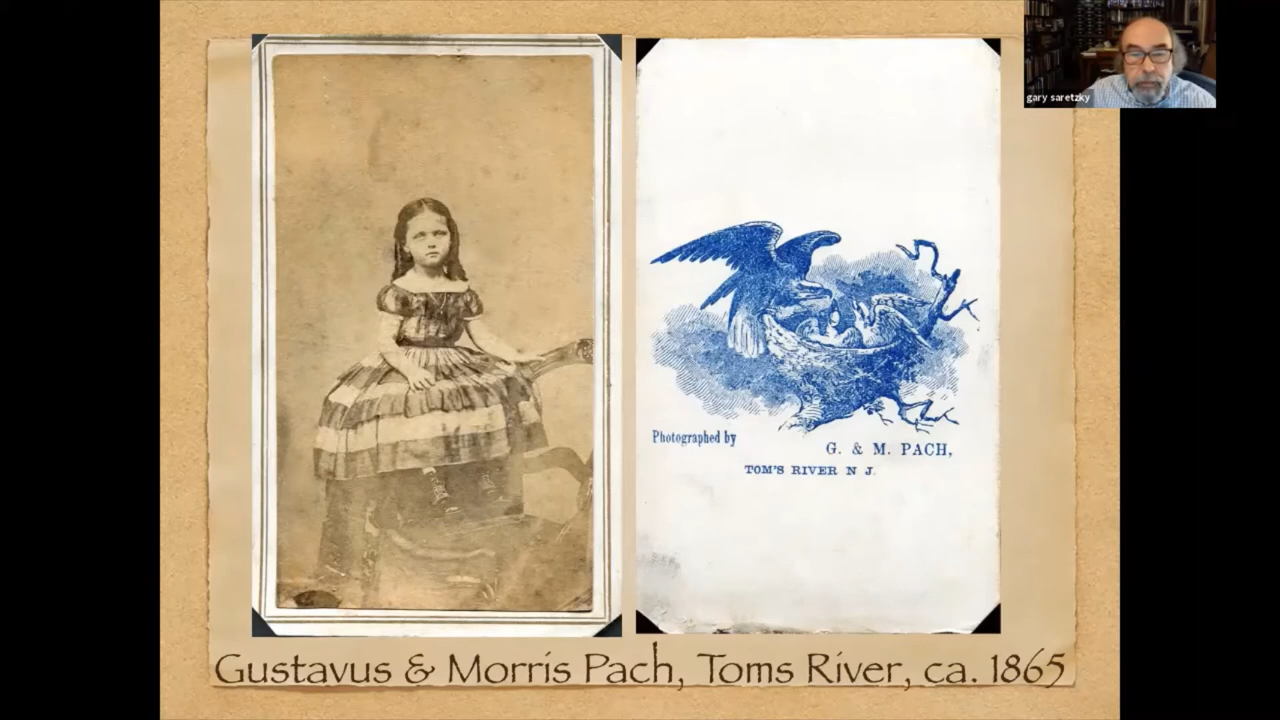 gary saretzky
Photographed by
G. & M. PACH,
TOM'S RIVER N J.
Gustavus & Morris Pach, Toms River, ca. 1865